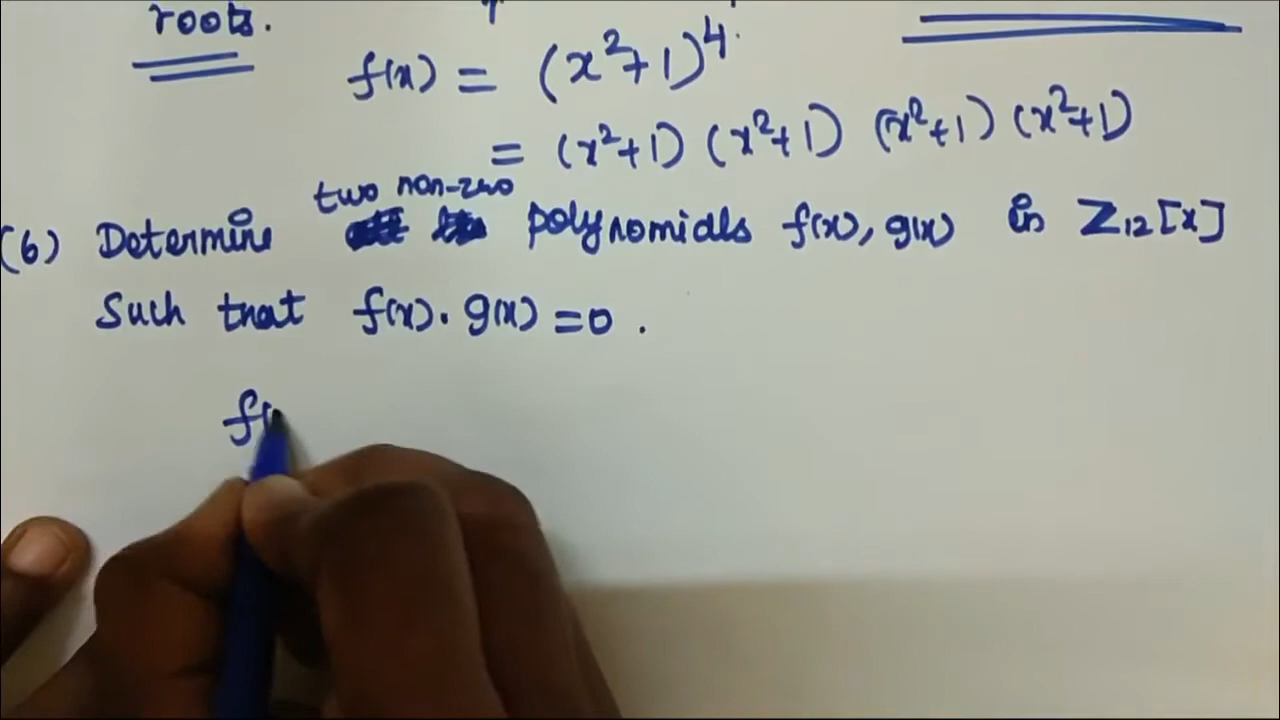 roots.
f(x) = (x²+1)⁴.
= (x²+1) (x²+1) (x²+1) (x²+1)
two non-zero
(6) Determine polynomials f(x), g(x) in Z₁₂[x]
Such that f(x). g(x) = 0 .
f(